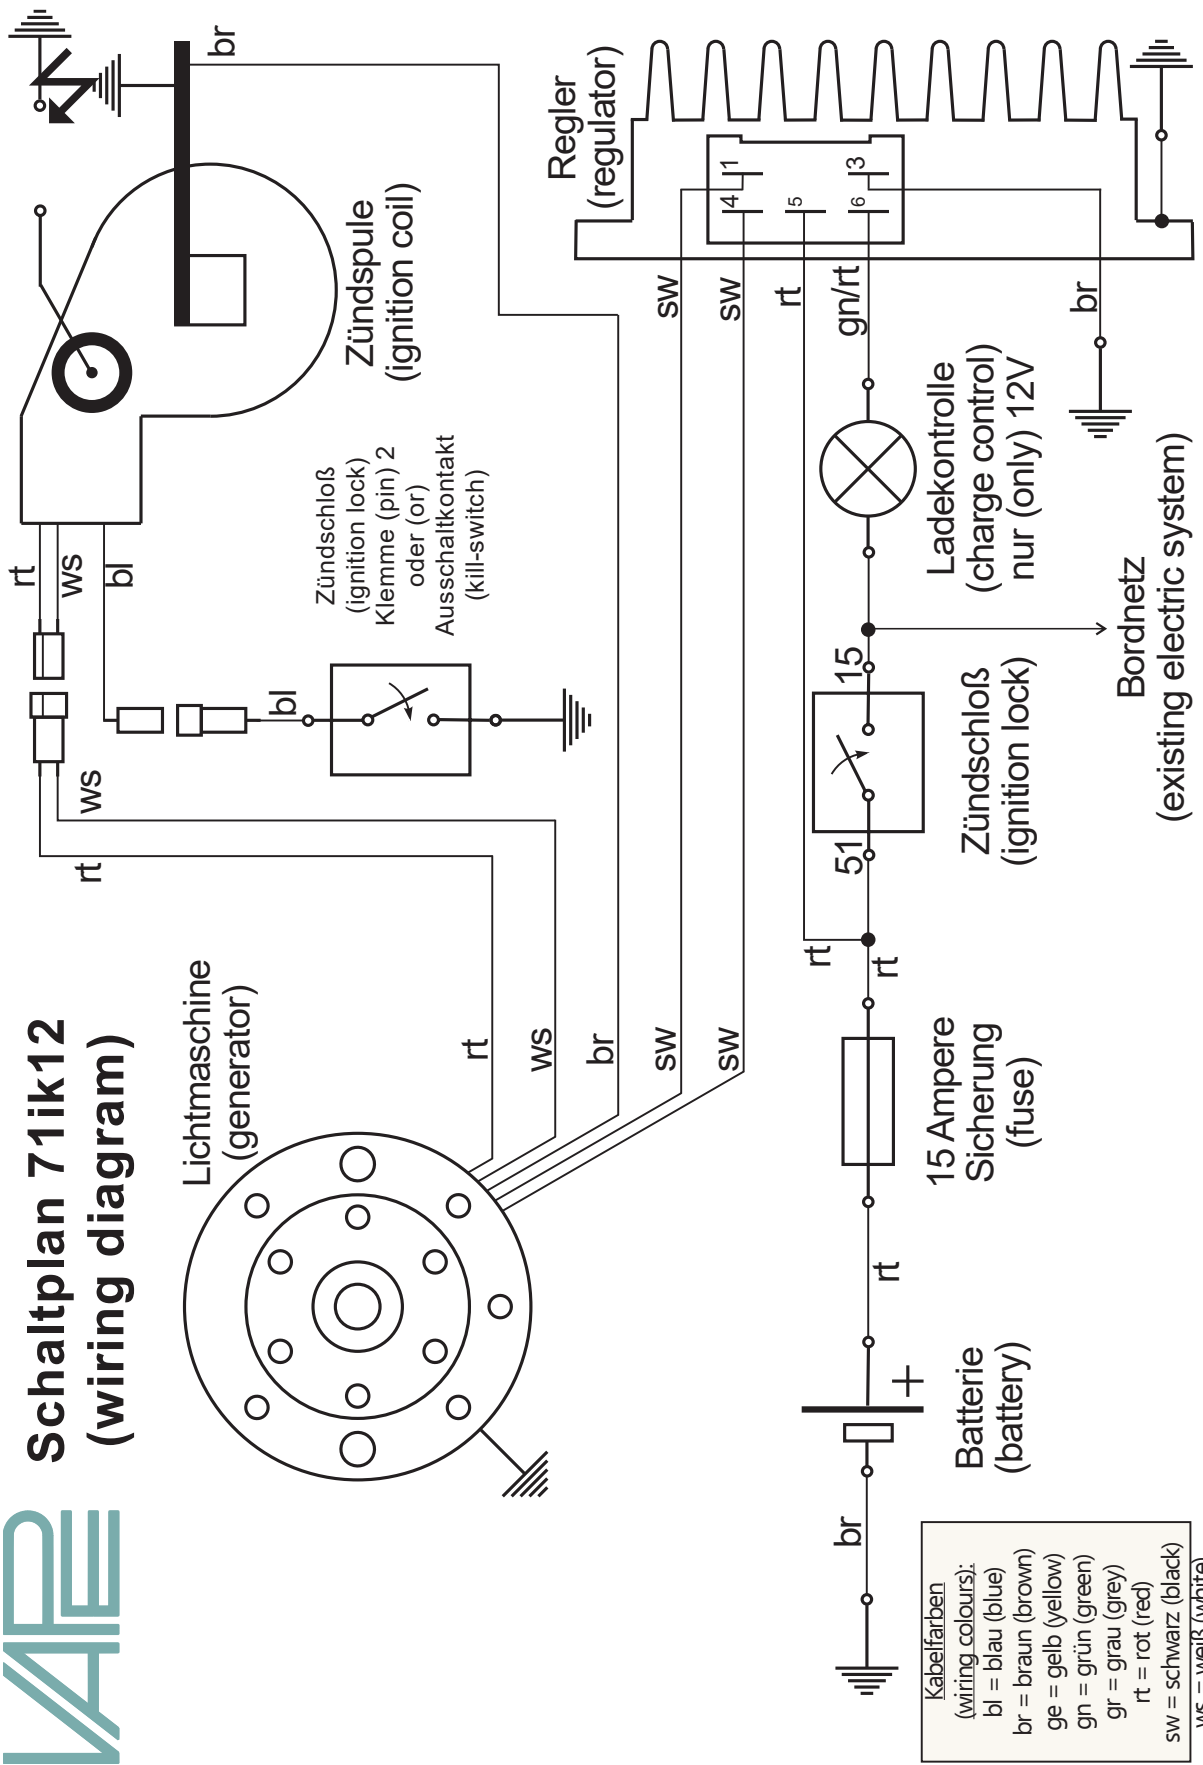 VAPE
Schaltplan 71ik12
(wiring diagram)
Lichtmaschine
(generator)
rt
ws
br
sw
sw
rt
ws
rt
ws
bl
bl
br
Zündspule
(ignition coil)
Zündschloß
(ignition lock)
Klemme (pin) 2
oder (or)
Ausschaltkontakt
(kill-switch)
Regler
(regulator)
1
4
5
3
6
sw
sw
rt
gn/rt
br
Ladekontrolle
(charge control)
nur (only) 12V
Bordnetz
(existing electric system)
15
51
Zündschloß
(ignition lock)
rt
rt
15 Ampere
Sicherung
(fuse)
rt
+
Batterie
(battery)
br
Kabelfarben
(wiring colours):
bl = blau (blue)
br = braun (brown)
ge = gelb (yellow)
gn = grün (green)
gr = grau (grey)
rt = rot (red)
sw = schwarz (black)
ws = weiß (white)